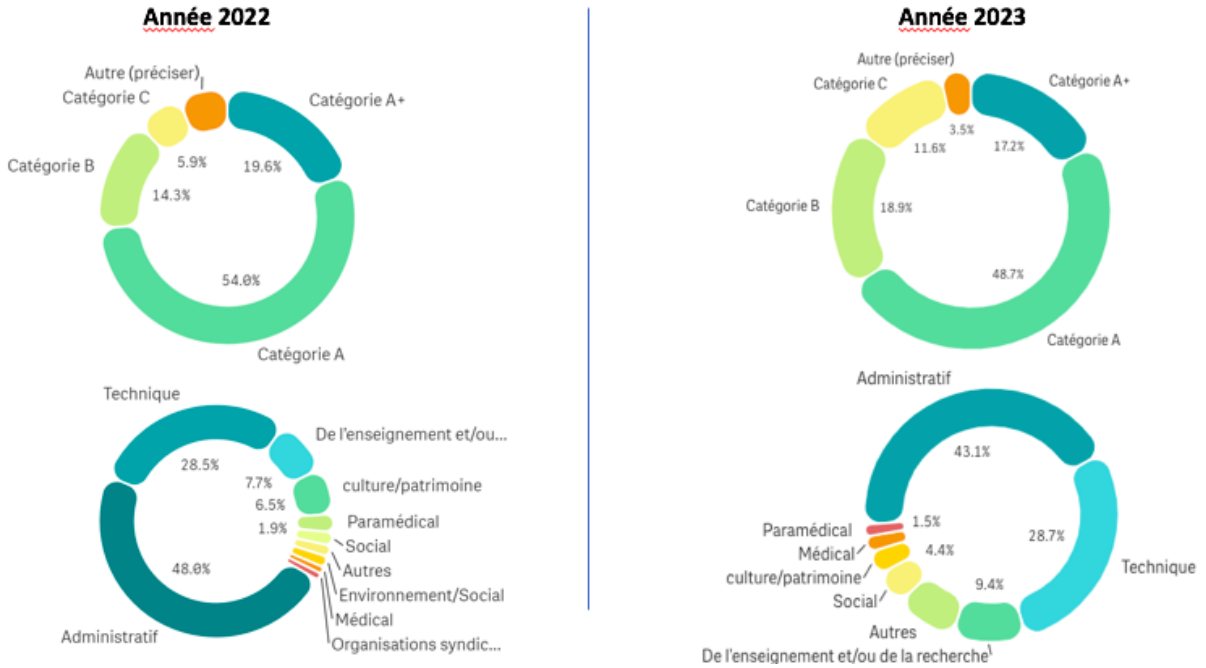 Année 2022
Autre (préciser)
Catégorie C
Catégorie A+
Catégorie B
5.9%
19.6%
14.3%
54.0%
Catégorie A
Technique
De l'enseignement et/ou...
28.5%
7.7%
culture/patrimoine
6.5%
Paramédical
1.9%
Social
Autres
48.0%
Environnement/Social
Médical
Administratif
Organisations syndic...
Année 2023
Autre (préciser)
Catégorie C
Catégorie A+
3.5%
11.6%
17.2%
Catégorie B
18.9%
48.7%
Catégorie A
Administratif
43.1%
Paramédical
1.5%
28.7%
Médical
4.4%
Technique
culture/patrimoine
9.4%
Social
Autres
De l'enseignement et/ou de la recherche